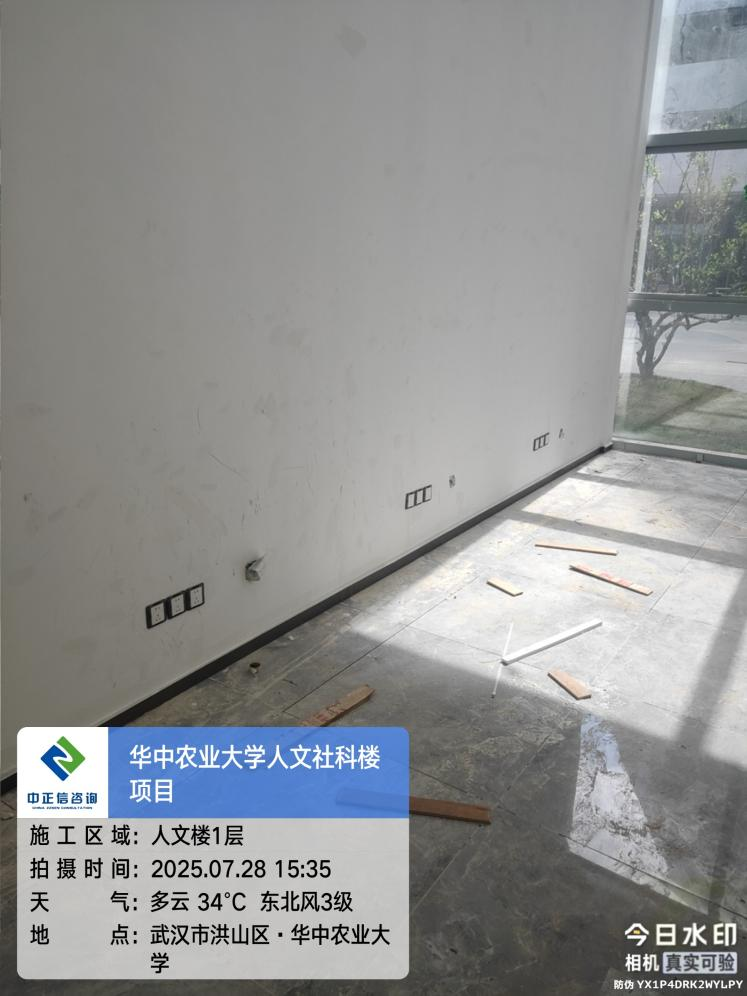 华中农业大学人文社科楼
项目
中正信咨询
CHINA ZENXIN CONSULTATION
施工区域：人文楼1层
拍摄时间：2025.07.28 15:35
天气：多云 34℃ 东北风3级
地点：武汉市洪山区·华中农业大
学
今日水印
相机 真实可验
防伪 YX1P4DRK2WYLPY